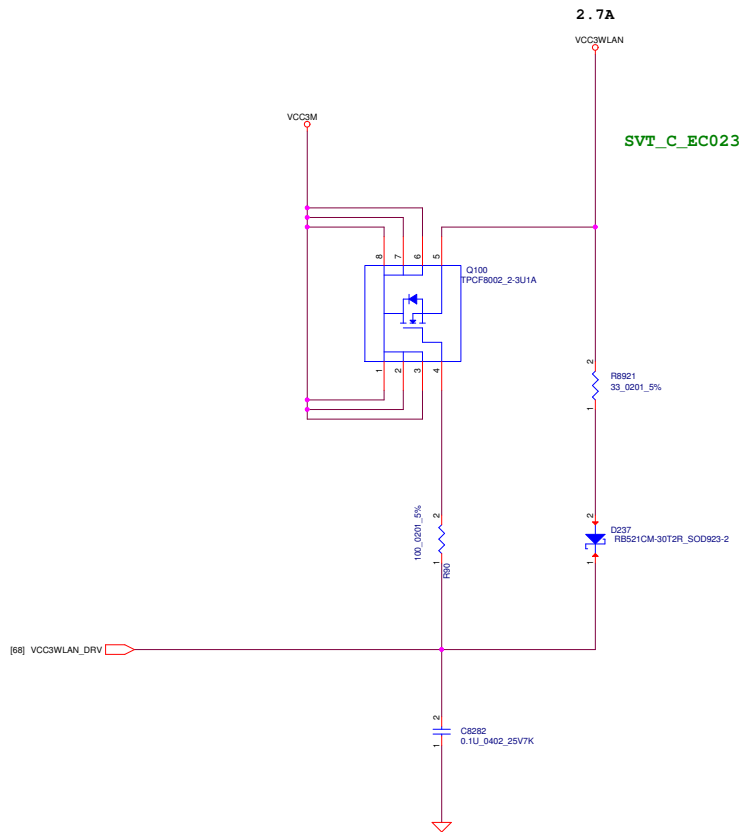 2.7A
VCC3WLAN
VCC3M
SVT_C_EC023
8
7
6
5
Q100
TPCF8002_2-3U1A
1
2
3
4
2
R8921
33_0201_5%
1
100_0201_5%
2
1
R90
2
D237
RB521CM-30T2R_SOD923-2
1
[68] VCC3WLAN_DRV
2
C8282
0.1U_0402_25V7K
1